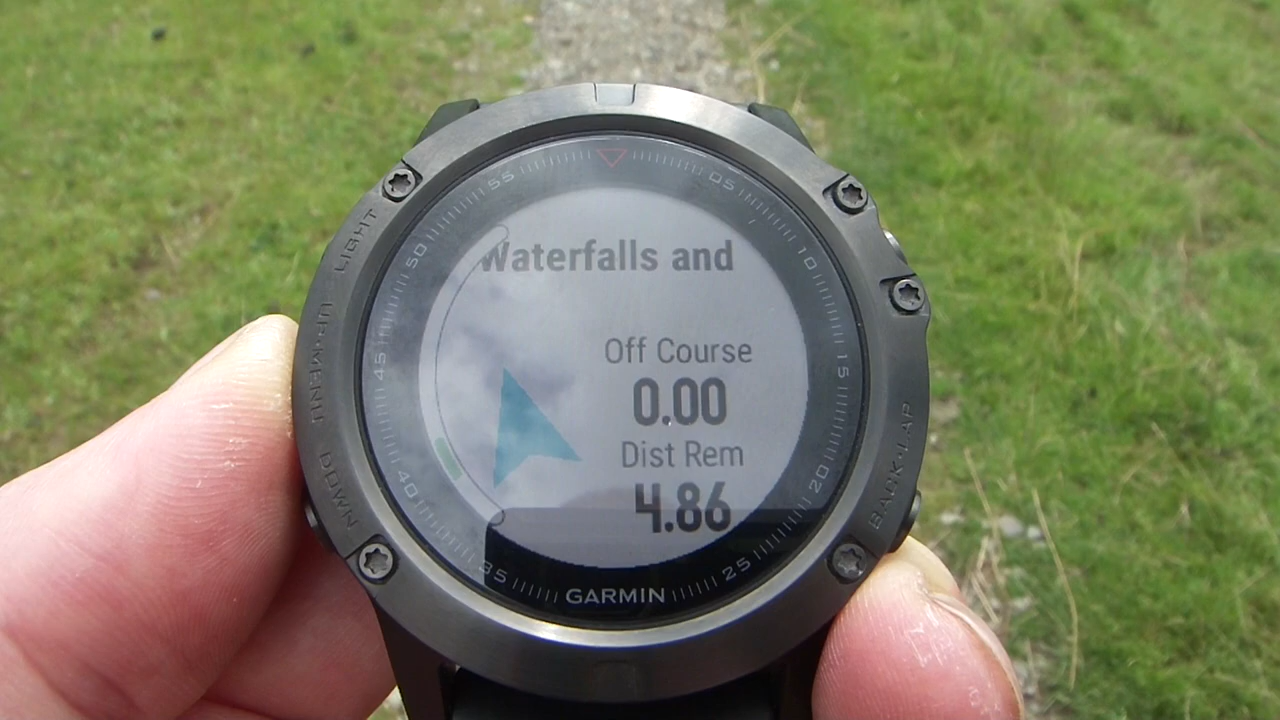 Waterfalls and
Off Course
0.00
Dist Rem
4.86
GARMIN
LIGHT
UP·MENU
DOWN
BACK·LAP
05
10
15
20
25
35
40
45
50
55